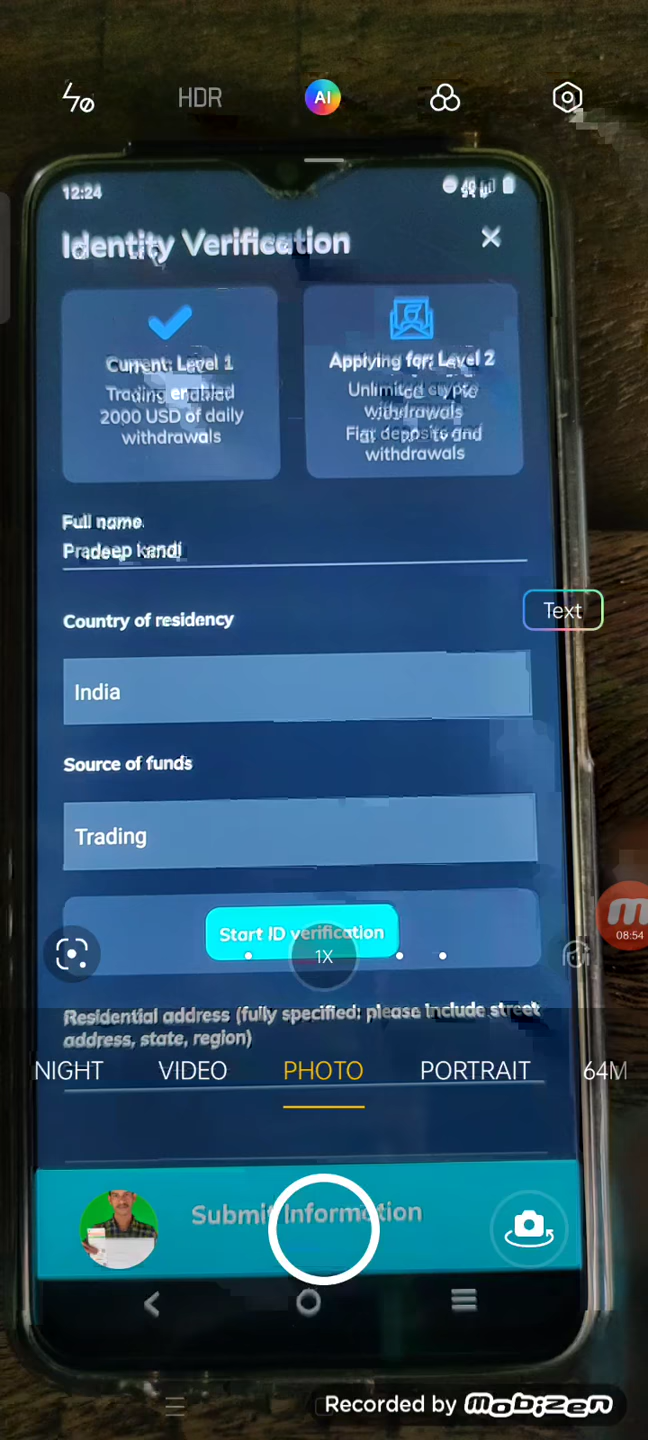 HDR
AI
12:24
4G
Identity Verification
Current: Level 1
Trading enabled
2000 USD of daily
withdrawals
Applying for: Level 2
Unlimited crypto
withdrawals
Fiat deposits and
withdrawals
Full name
Pradeep kandi
Country of residency
Text
India
Source of funds
Trading
Start ID verification
1X
08:54
Residential address (fully specified: please include street
address, state, region)
NIGHT
VIDEO
PHOTO
PORTRAIT
64M
Submit Information
Recorded by Mobizen